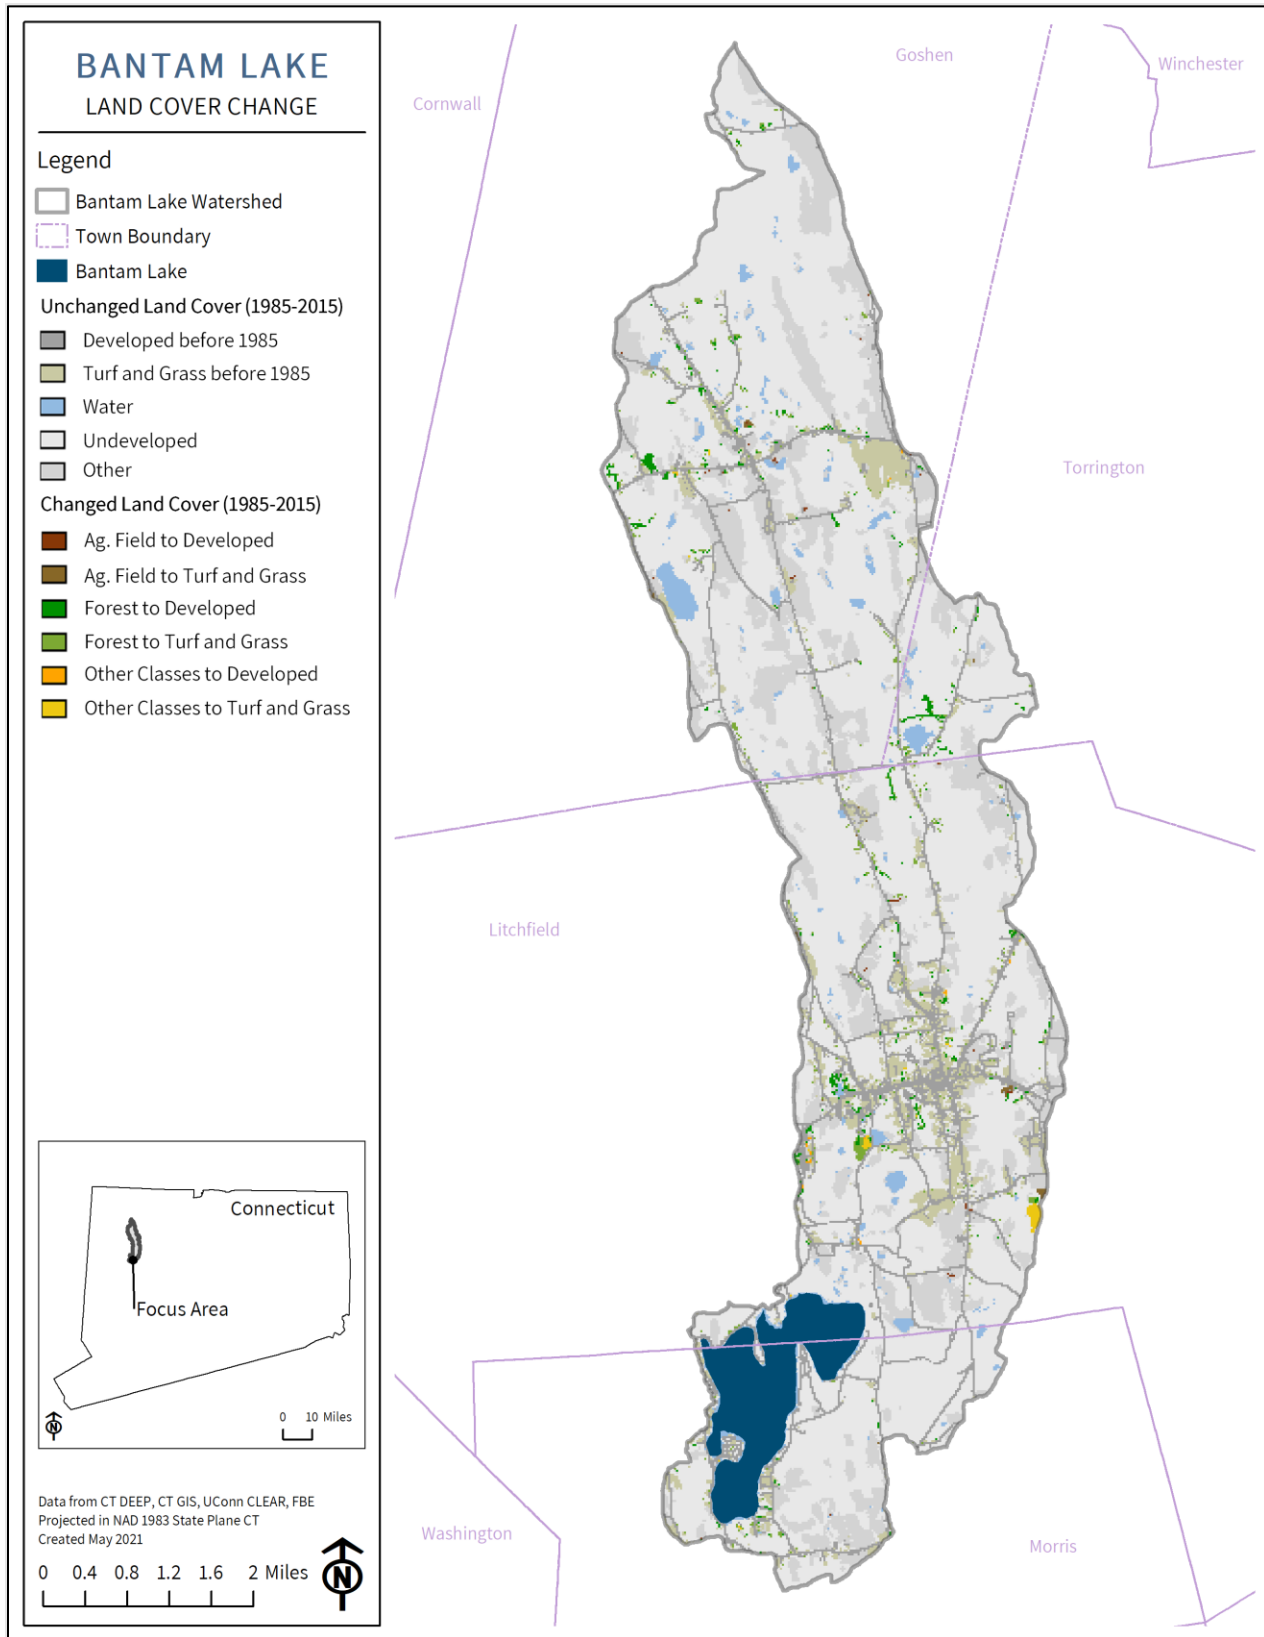 BANTAM LAKE
LAND COVER CHANGE
Legend
Bantam Lake Watershed
Town Boundary
Bantam Lake
Unchanged Land Cover (1985-2015)
Developed before 1985
Turf and Grass before 1985
Water
Undeveloped
Other
Changed Land Cover (1985-2015)
Ag. Field to Developed
Ag. Field to Turf and Grass
Forest to Developed
Forest to Turf and Grass
Other Classes to Developed
Other Classes to Turf and Grass
Connecticut
Focus Area
N
0 10 Miles
Data from CT DEEP, CT GIS, UConn CLEAR, FBE
Projected in NAD 1983 State Plane CT
Created May 2021
0 0.4 0.8 1.2 1.6 2 Miles
N
Goshen
Winchester
Cornwall
Torrington
Litchfield
Washington
Morris